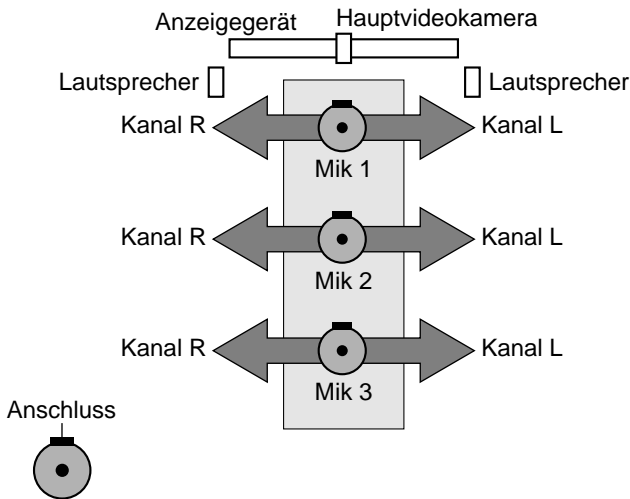 Anzeigegerät Hauptvideokamera
Lautsprecher Lautsprecher
Kanal R Kanal L
Mik 1
Kanal R Kanal L
Mik 2
Kanal R Kanal L
Mik 3
Anschluss